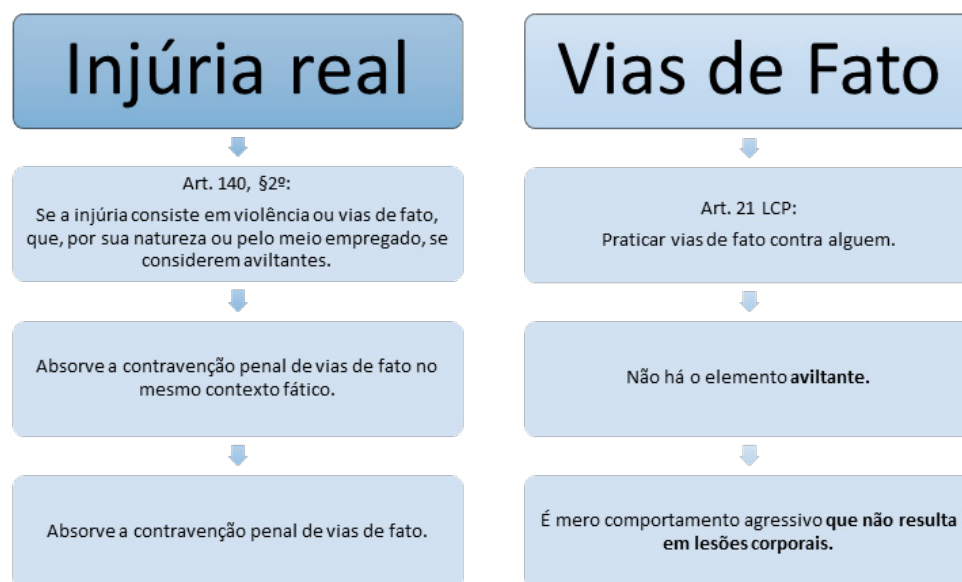 Injúria real
Art. 140, §2º:
Se a injúria consiste em violência ou vias de fato,
que, por sua natureza ou pelo meio empregado, se
considerem aviltantes.
Absorve a contravenção penal de vias de fato no
mesmo contexto fático.
Absorve a contravenção penal de vias de fato.
Vias de Fato
Art. 21 LCP:
Praticar vias de fato contra alguem.
Não há o elemento aviltante.
É mero comportamento agressivo que não resulta
em lesões corporais.